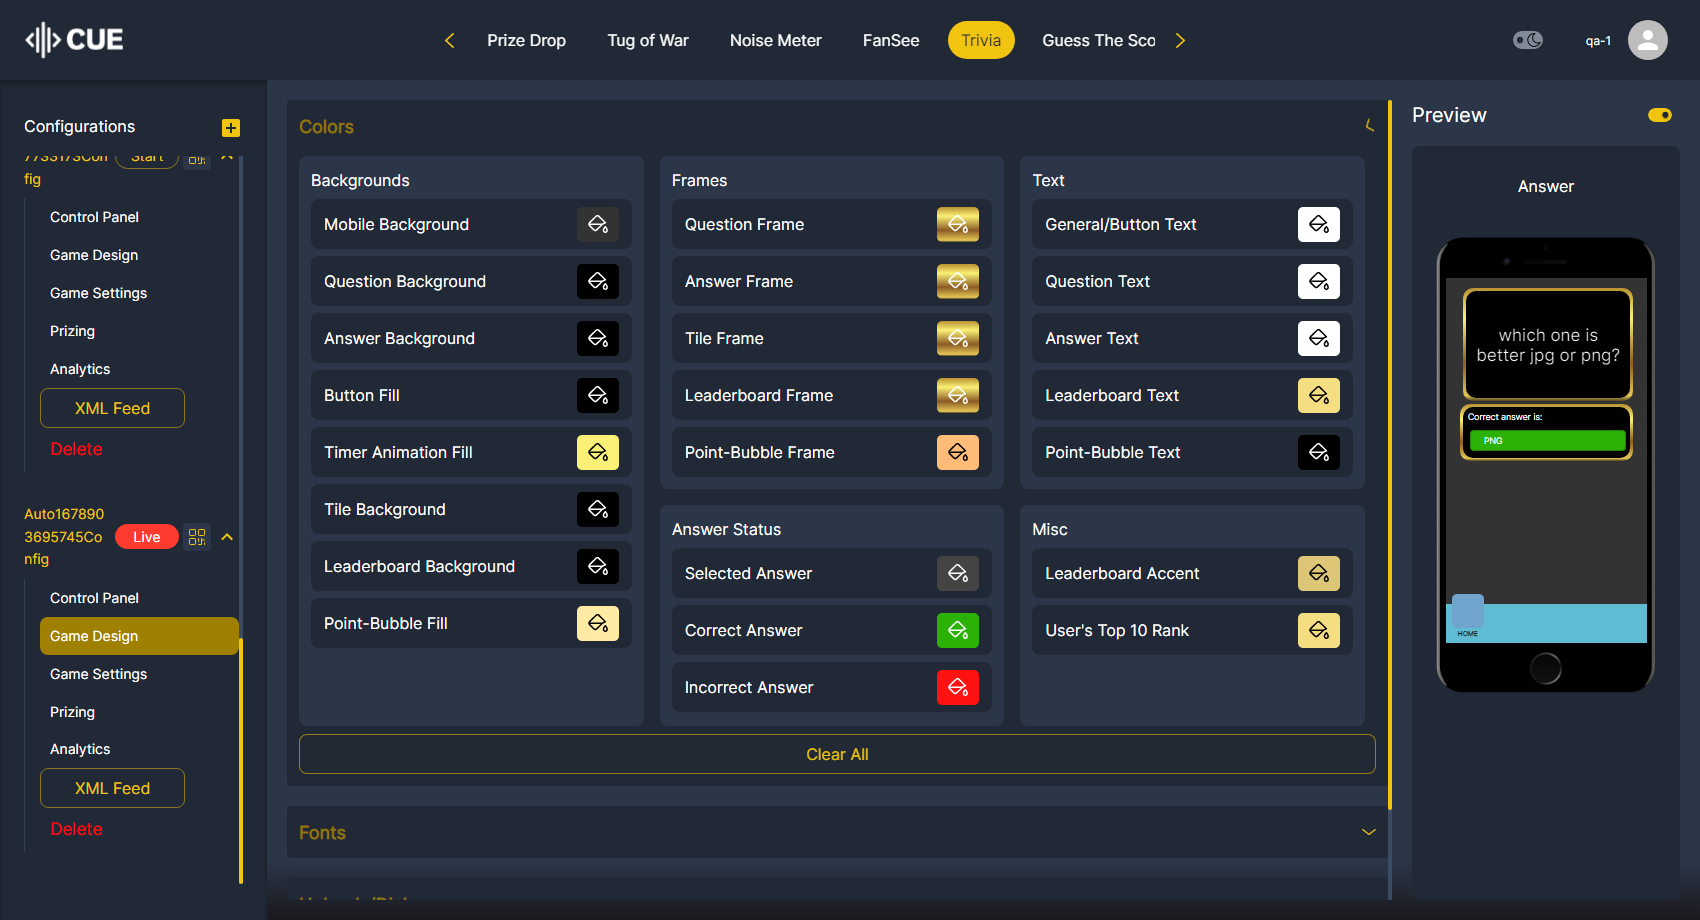 CUE
Prize Drop
Tug of War
Noise Meter
FanSee
Trivia
Guess The Sco
qa-1
Configurations
7733173Con
fig
Start
Control Panel
Game Design
Game Settings
Prizing
Analytics
XML Feed
Delete
Auto167890
3695745Co
nfig
Live
Control Panel
Game Design
Game Settings
Prizing
Analytics
XML Feed
Delete
Colors
Backgrounds
Mobile Background
Question Background
Answer Background
Button Fill
Timer Animation Fill
Tile Background
Leaderboard Background
Point-Bubble Fill
Frames
Question Frame
Answer Frame
Tile Frame
Leaderboard Frame
Point-Bubble Frame
Text
General/Button Text
Question Text
Answer Text
Leaderboard Text
Point-Bubble Text
Answer Status
Selected Answer
Correct Answer
Incorrect Answer
Misc
Leaderboard Accent
User's Top 10 Rank
Clear All
Fonts
Preview
Answer
which one is
better jpg or png?
Correct answer is:
PNG
HOME